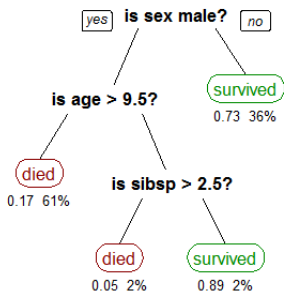 yes is sex male? no
is age > 9.5? survived
0.73 36%
died
0.17 61%
is sibsp > 2.5?
died survived
0.05 2% 0.89 2%